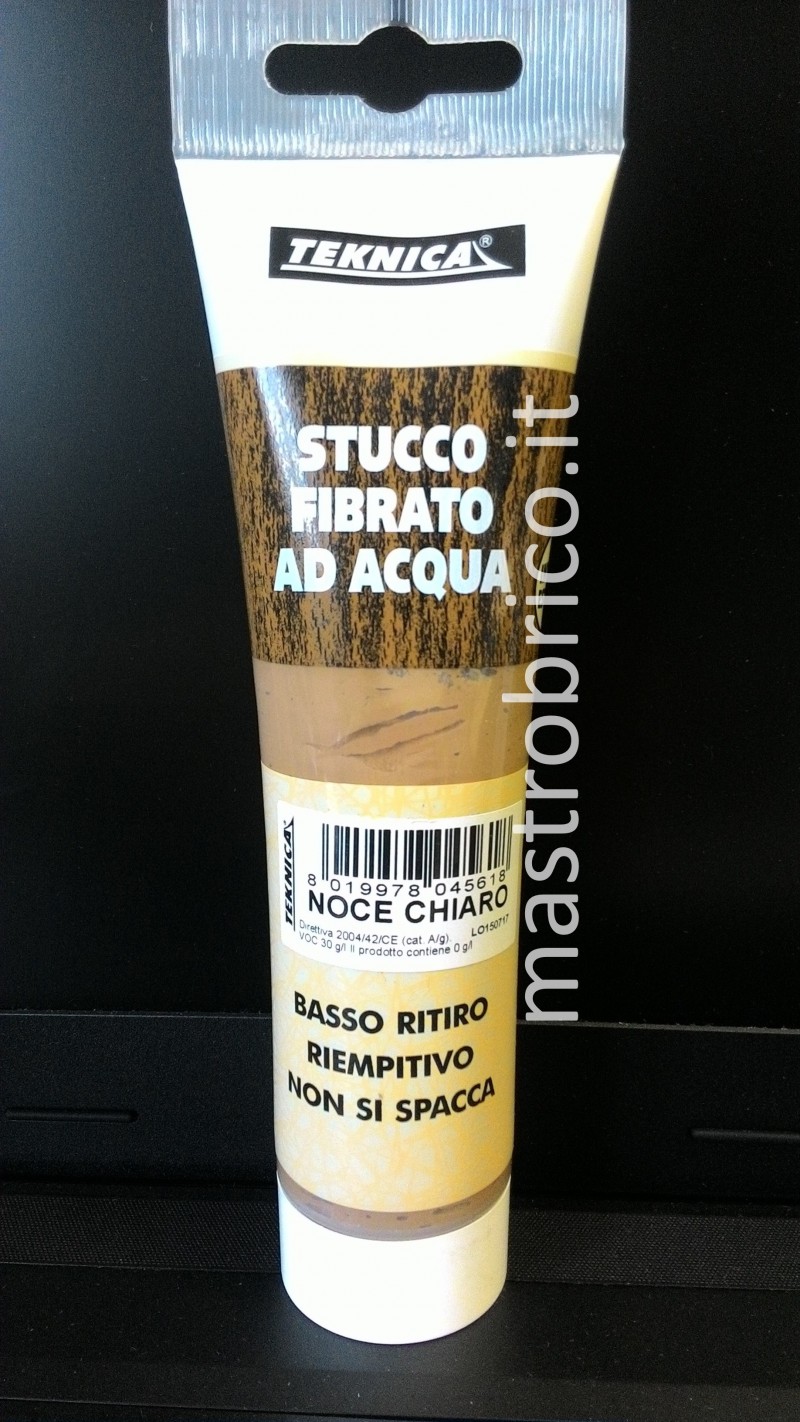 TEKNICA®
STUCCO
FIBRATO
AD ACQUA
TEKNICA®
8 019978 045618
NOCE CHIARO
Direttiva 2004/42/CE (cat. A/g). LO150717
VOC 30 g/l Il prodotto contiene 0 g/l
BASSO RITIRO
RIEMPITIVO
NON SI SPACCA
mastrobrico.it